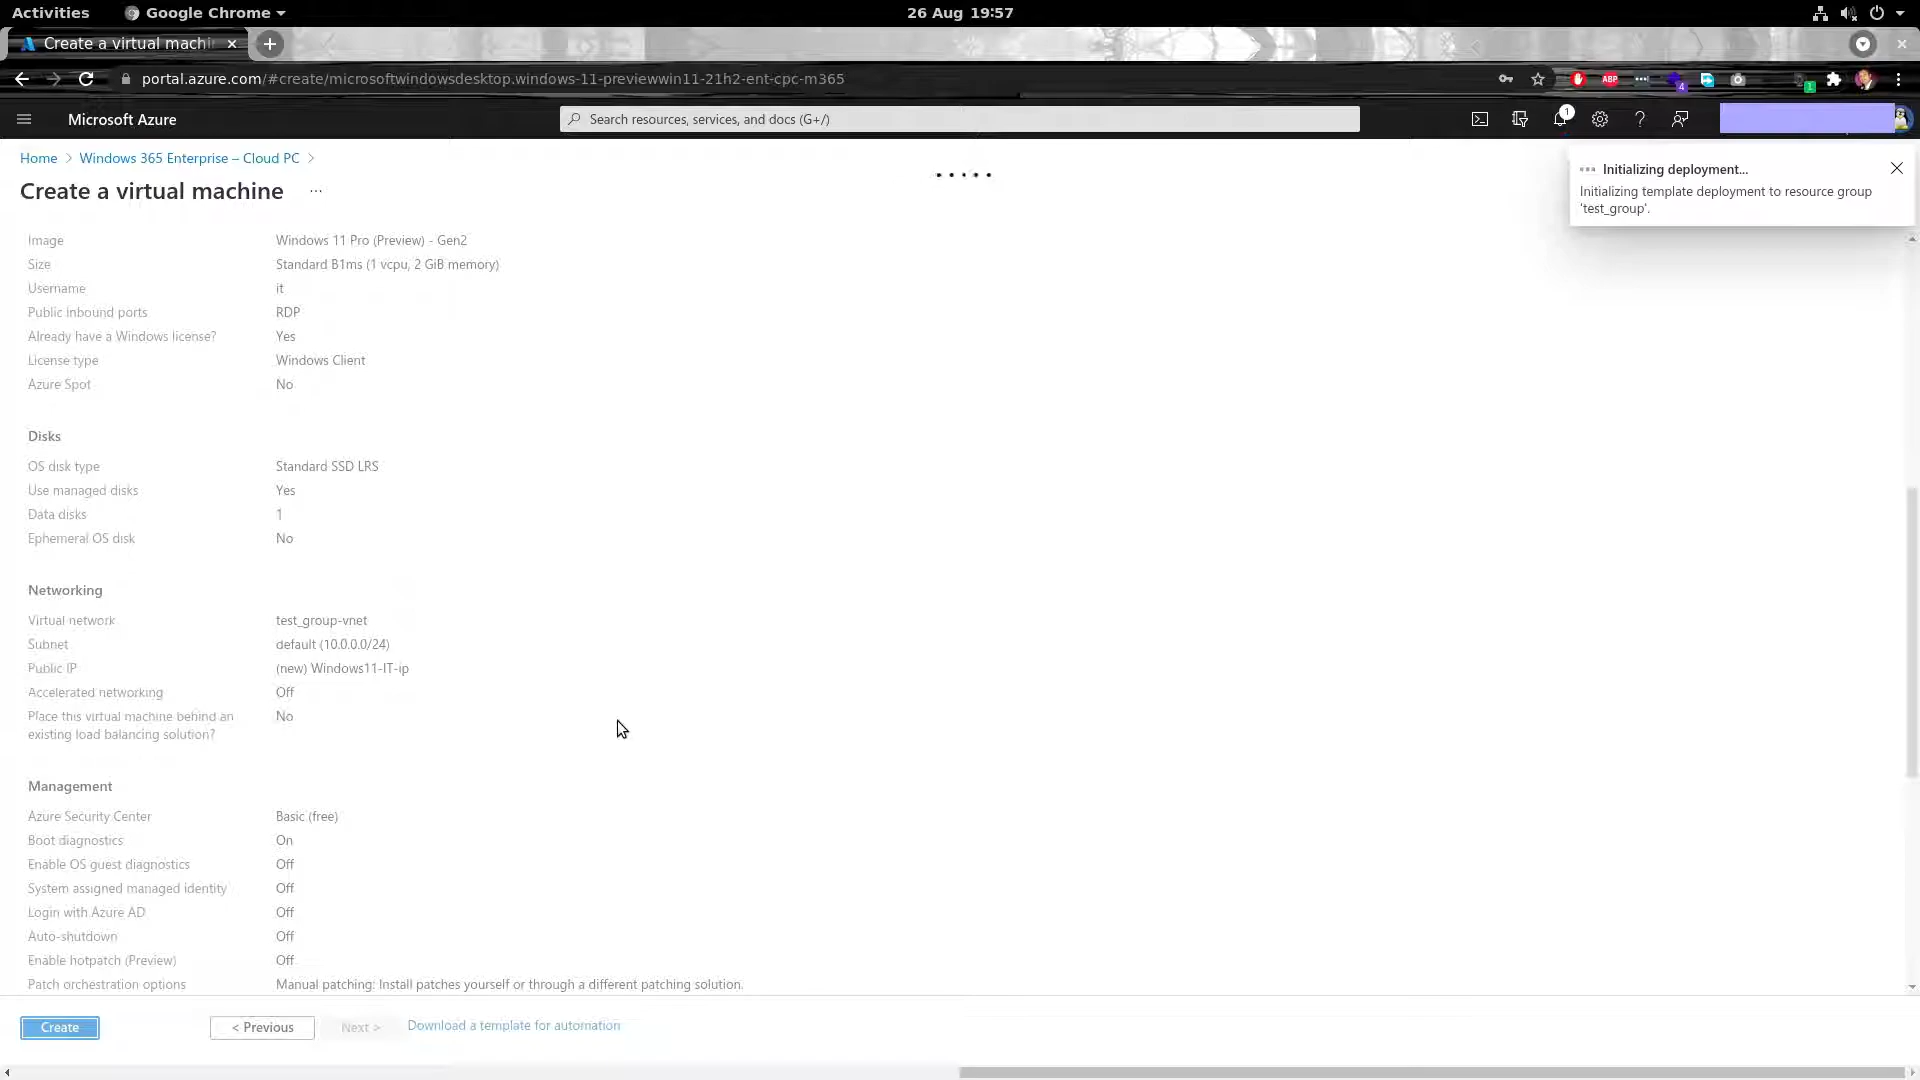 Activities
Google Chrome
26 Aug 19:57
Create a virtual machi
portal.azure.com/#create/microsoftwindowsdesktop.windows-11-previewwin11-21h2-ent-cpc-m365
ABP
4
1
Microsoft Azure
Search resources, services, and docs (G+/)
1
Home > Windows 365 Enterprise – Cloud PC >
Create a virtual machine ...
Initializing deployment...
Initializing template deployment to resource group
'test_group'.
Image Windows 11 Pro (Preview) - Gen2
Size Standard B1ms (1 vcpu, 2 GiB memory)
Username it
Public inbound ports RDP
Already have a Windows license? Yes
License type Windows Client
Azure Spot No
Disks
OS disk type Standard SSD LRS
Use managed disks Yes
Data disks 1
Ephemeral OS disk No
Networking
Virtual network test_group-vnet
Subnet default (10.0.0.0/24)
Public IP (new) Windows11-IT-ip
Accelerated networking Off
Place this virtual machine behind an No
existing load balancing solution?
Management
Azure Security Center Basic (free)
Boot diagnostics On
Enable OS guest diagnostics Off
System assigned managed identity Off
Login with Azure AD Off
Auto-shutdown Off
Enable hotpatch (Preview) Off
Patch orchestration options Manual patching: Install patches yourself or through a different patching solution.
Create
< Previous
Next >
Download a template for automation